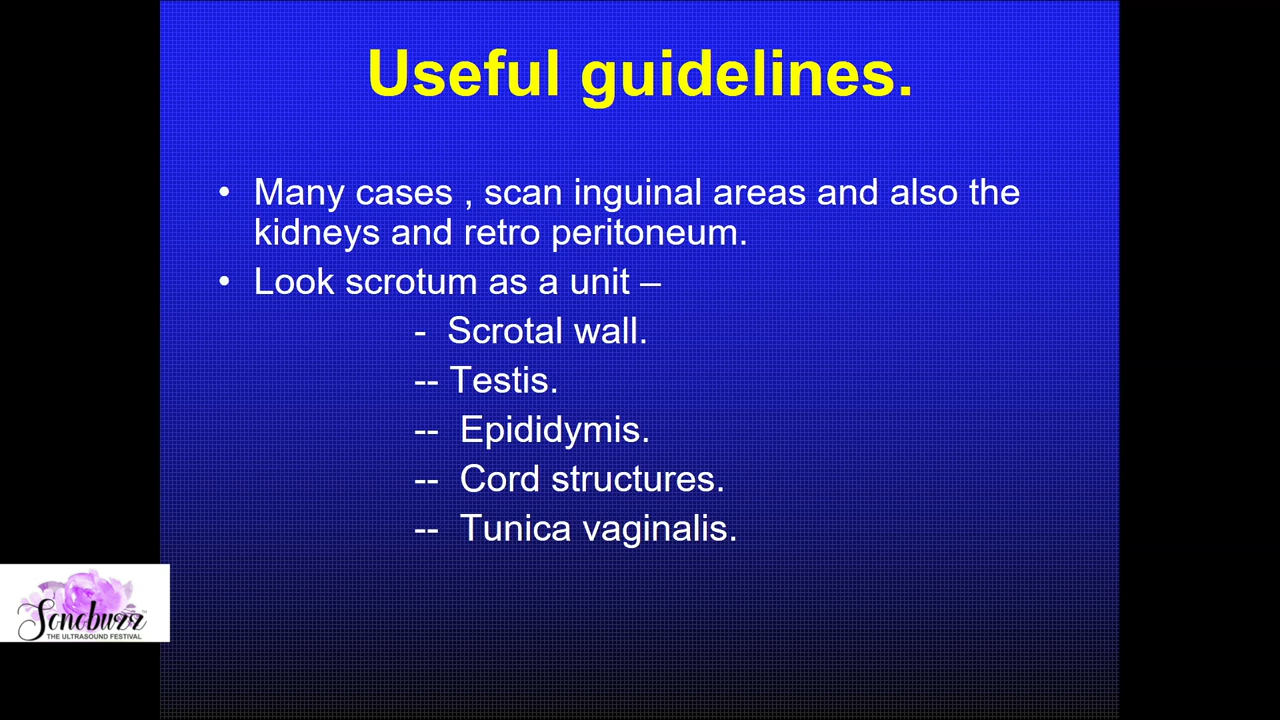 Useful guidelines.
• Many cases , scan inguinal areas and also the
kidneys and retro peritoneum.
• Look scrotum as a unit –
- Scrotal wall.
-- Testis.
-- Epididymis.
-- Cord structures.
-- Tunica vaginalis.
Sonobuzz
THE ULTRASOUND FESTIVAL